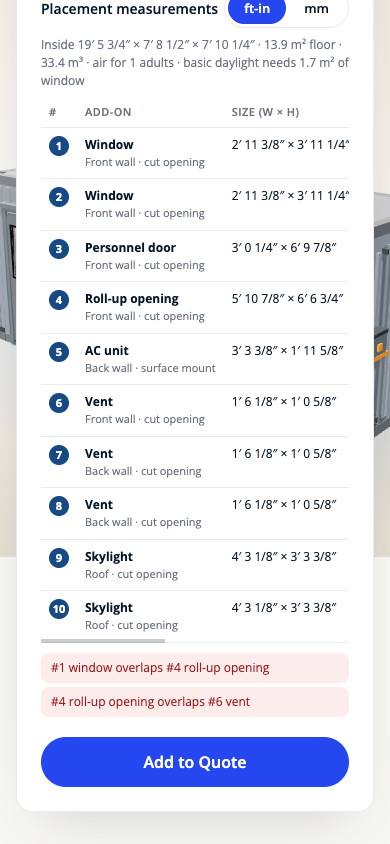 Placement measurements ft-in mm
Inside 19′ 5 3/4″ × 7′ 8 1/2″ × 7′ 10 1/4″ · 13.9 m² floor ·
33.4 m³ · air for 1 adults · basic daylight needs 1.7 m² of
window
# ADD-ON SIZE (W × H)
1 Window 2′ 11 3/8″ × 3′ 11 1/4″
Front wall · cut opening
2 Window 2′ 11 3/8″ × 3′ 11 1/4″
Front wall · cut opening
3 Personnel door 3′ 0 1/4″ × 6′ 9 7/8″
Front wall · cut opening
4 Roll-up opening 5′ 10 7/8″ × 6′ 6 3/4″
Front wall · cut opening
5 AC unit 3′ 3 3/8″ × 1′ 11 5/8″
Back wall · surface mount
6 Vent 1′ 6 1/8″ × 1′ 0 5/8″
Front wall · cut opening
7 Vent 1′ 6 1/8″ × 1′ 0 5/8″
Back wall · cut opening
8 Vent 1′ 6 1/8″ × 1′ 0 5/8″
Back wall · cut opening
9 Skylight 4′ 3 1/8″ × 3′ 3 3/8″
Roof · cut opening
10 Skylight 4′ 3 1/8″ × 3′ 3 3/8″
Roof · cut opening
#1 window overlaps #4 roll-up opening
#4 roll-up opening overlaps #6 vent
Add to Quote